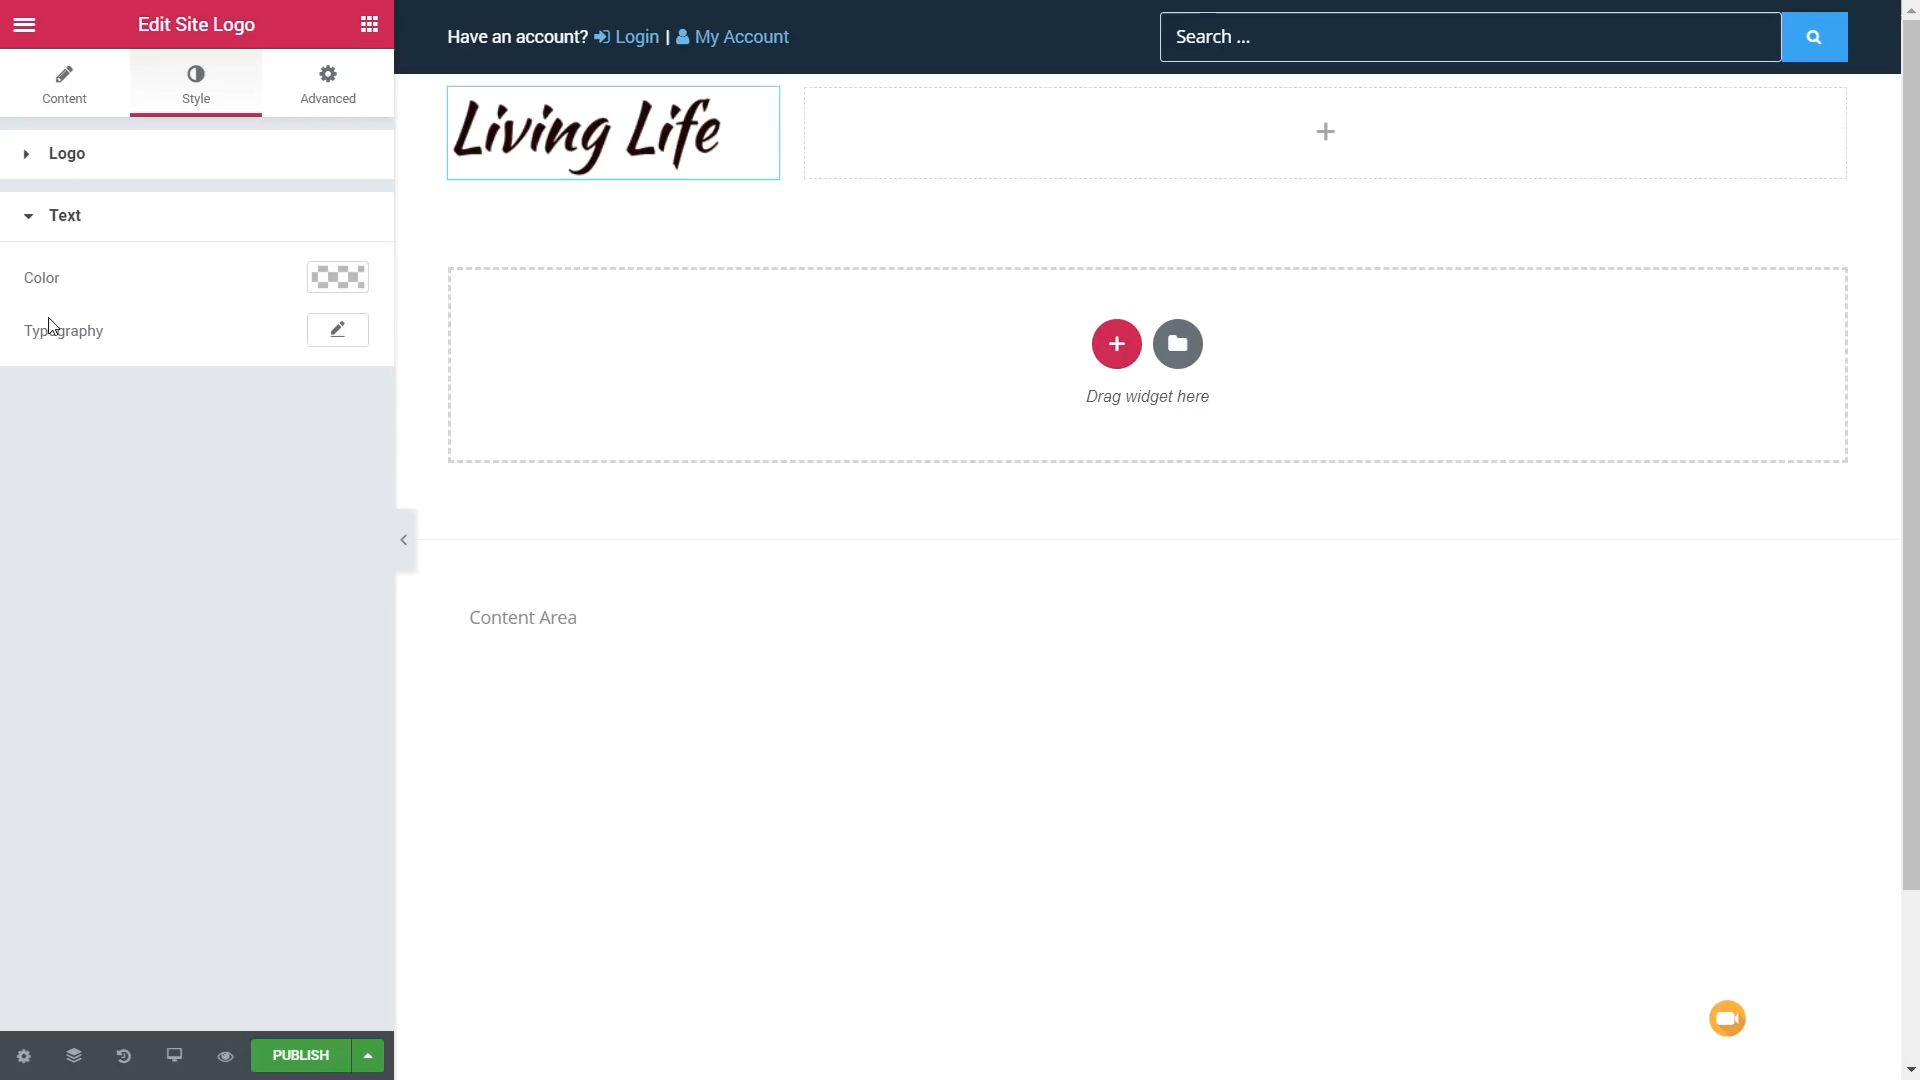 Edit Site Logo
Content
Style
Advanced
Logo
Text
Color
Typography
PUBLISH
Have an account? Login | My Account
Search ...
Living Life
Drag widget here
Content Area